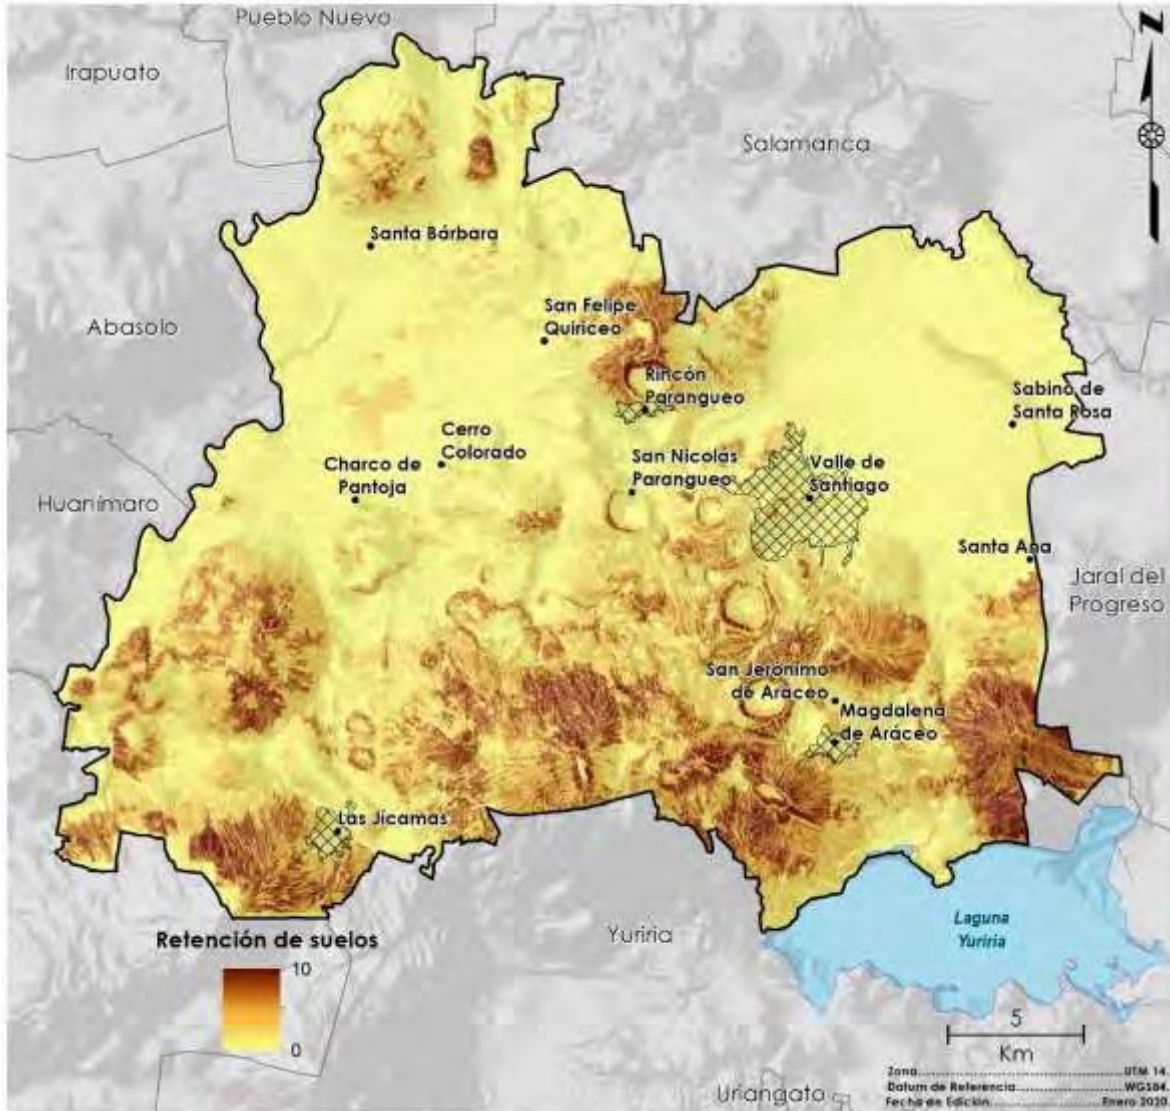 Pueblo Nuevo
Irapuato
Salamanca
Santa Bárbara
San Felipe
Quiriceo
Abasolo
Rincón
Parangueo
Sabino de
Santa Rosa
Cerro
Colorado
San Nicolás
Parangueo
Valle de
Santiago
Charco de
Pantoja
Huanímaro
Santa Ana
Jaral del
Progreso
San Jerónimo
de Aráceo
Magdalena
de Aráceo
Las Jícamas
Retención de suelos
10
0
Yuriria
Laguna
Yuriria
5
Km
Uriangato
Zona UTM 14.
Datum de Referencia WGS84.
Fecha de Edición Enero 2020.
N